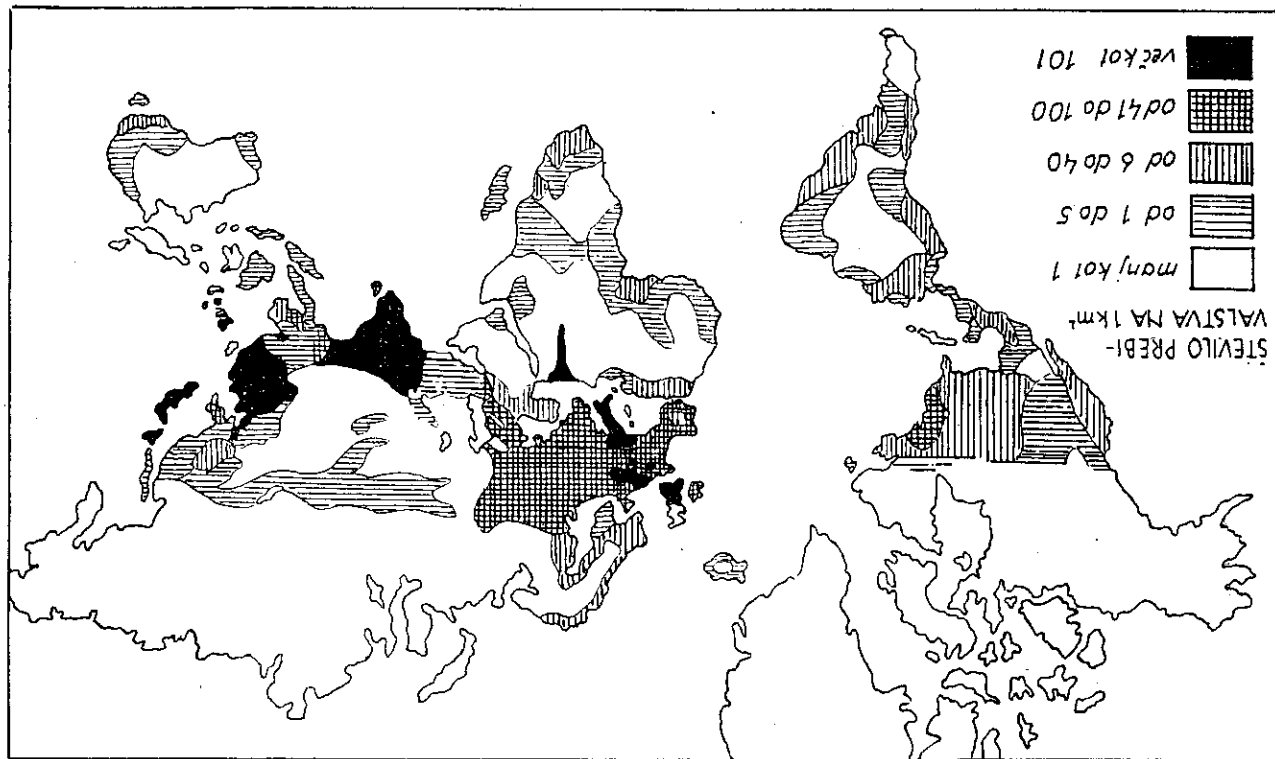 ŠTEVILO PREBI-
VALSTVA NA 1 km²
manj kot 1
od 1 do 5
od 6 do 40
od 41 do 100
več kot 101